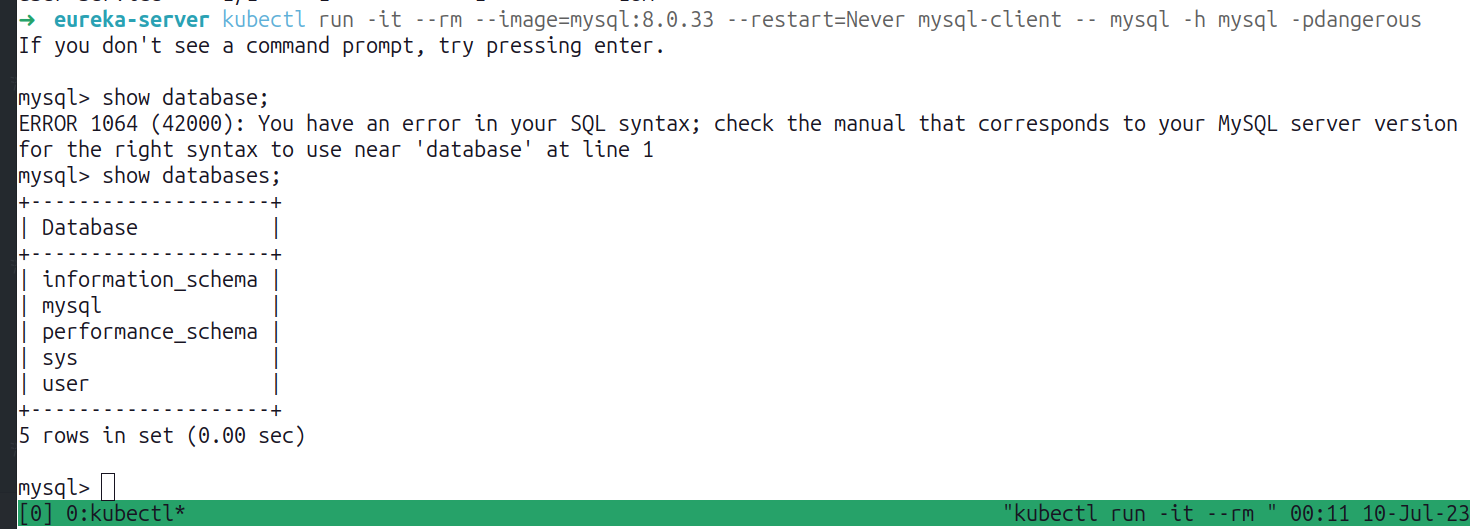 ➜  eureka-server kubectl run -it --rm --image=mysql:8.0.33 --restart=Never mysql-client -- mysql -h mysql -pdangerous
If you don't see a command prompt, try pressing enter.

mysql> show database;
ERROR 1064 (42000): You have an error in your SQL syntax; check the manual that corresponds to your MySQL server version
for the right syntax to use near 'database' at line 1
mysql> show databases;
+--------------------+
| Database           |
+--------------------+
| information_schema |
| mysql              |
| performance_schema |
| sys                |
| user               |
+--------------------+
5 rows in set (0.00 sec)

mysql>
[0] 0:kubectl* "kubectl run -it --rm " 00:11 10-Jul-23